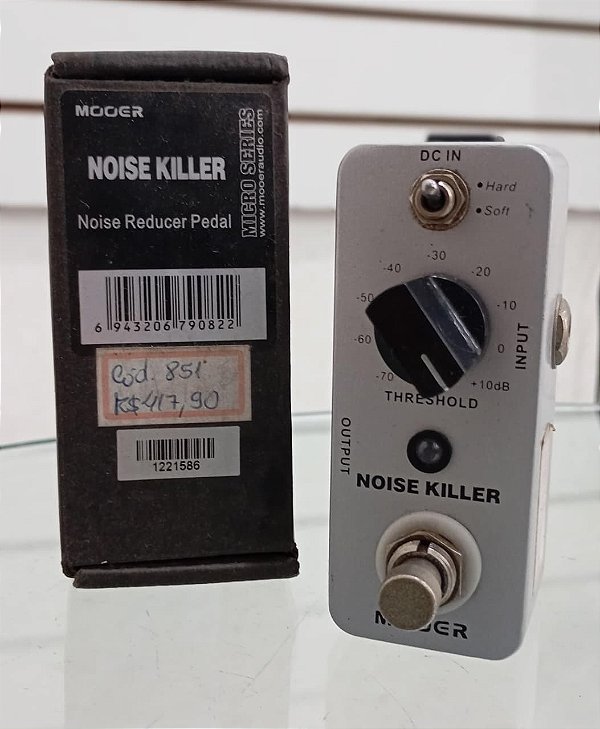 MOOER
NOISE KILLER
Noise Reducer Pedal
MICRO SERIES
www.mooeraudio.com
6 943206 790822
Cód. 851
R$417,90
1221586
DC IN
Hard
Soft
-30
-40
-20
-50
-10
-60
0
-70
+10dB
THRESHOLD
INPUT
OUTPUT
NOISE KILLER
MOOER